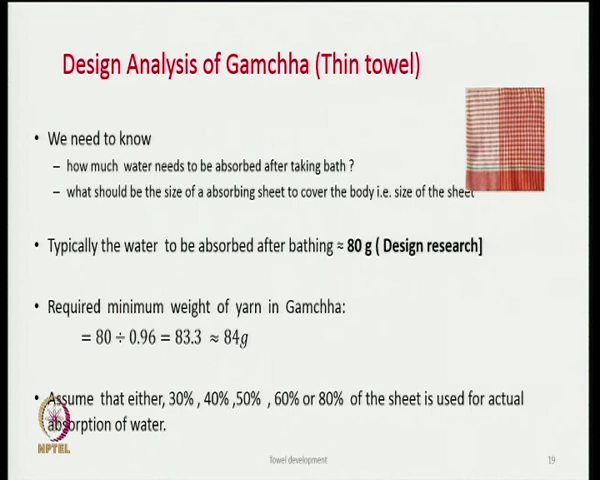 Design Analysis of Gamchha (Thin towel)
• We need to know
– how much water needs to be absorbed after taking bath ?
– what should be the size of a absorbing sheet to cover the body i.e. size of the sheet
• Typically the water to be absorbed after bathing ≈ 80 g ( Design research]
• Required minimum weight of yarn in Gamchha:
= 80 ÷ 0.96 = 83.3 ≈ 84g
• Assume that either, 30% , 40% ,50% , 60% or 80% of the sheet is used for actual
absorption of water.
NPTEL
Towel development
19